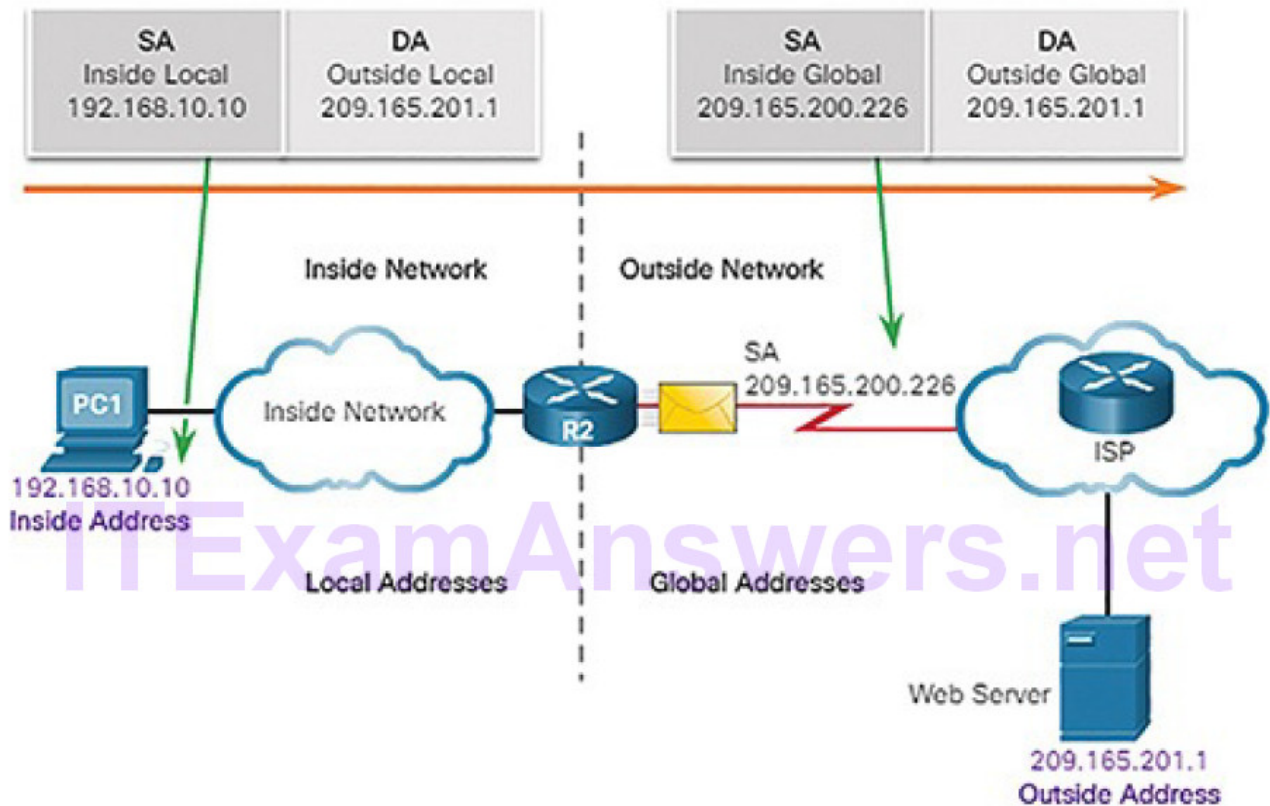 SA
Inside Local
192.168.10.10
DA
Outside Local
209.165.201.1
SA
Inside Global
209.165.200.226
DA
Outside Global
209.165.201.1
Inside Network
Outside Network
SA
209.165.200.226
PC1
Inside Network
R2
ISP
192.168.10.10
Inside Address
ITExamAnswers.net
Local Addresses
Global Addresses
Web Server
209.165.201.1
Outside Address